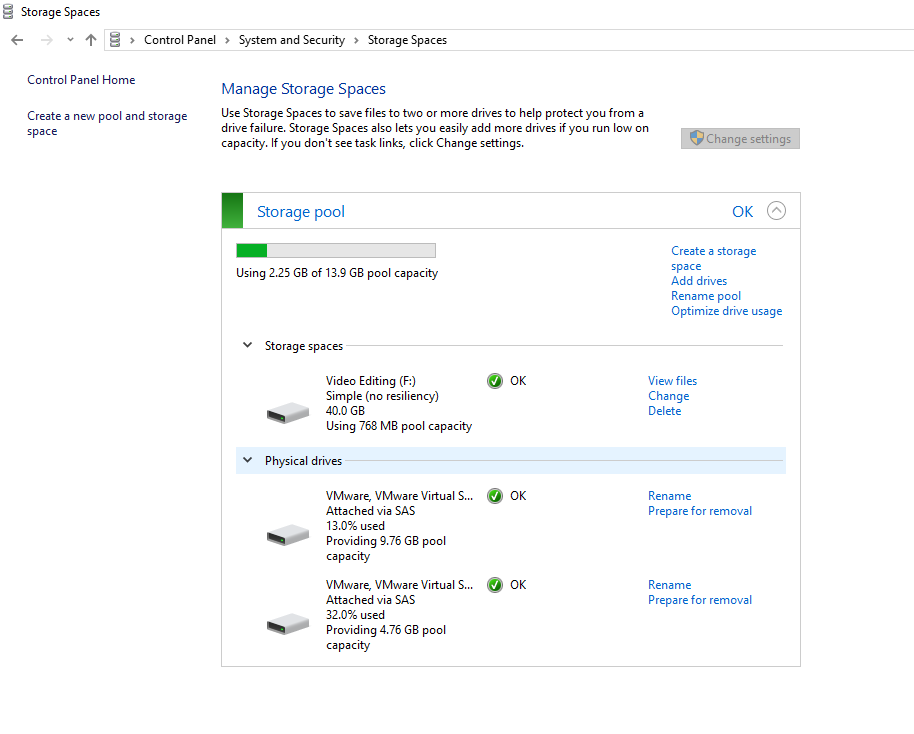 Storage Spaces
Control Panel > System and Security > Storage Spaces
Control Panel Home
Create a new pool and storage
space
Manage Storage Spaces
Use Storage Spaces to save files to two or more drives to help protect you from a
drive failure. Storage Spaces also lets you easily add more drives if you run low on
capacity. If you don't see task links, click Change settings.
Change settings
Storage pool
OK
Using 2.25 GB of 13.9 GB pool capacity
Create a storage
space
Add drives
Rename pool
Optimize drive usage
Storage spaces
Video Editing (F:)
Simple (no resiliency)
40.0 GB
Using 768 MB pool capacity
OK
View files
Change
Delete
Physical drives
VMware, VMware Virtual S...
Attached via SAS
13.0% used
Providing 9.76 GB pool
capacity
OK
Rename
Prepare for removal
VMware, VMware Virtual S...
Attached via SAS
32.0% used
Providing 4.76 GB pool
capacity
OK
Rename
Prepare for removal